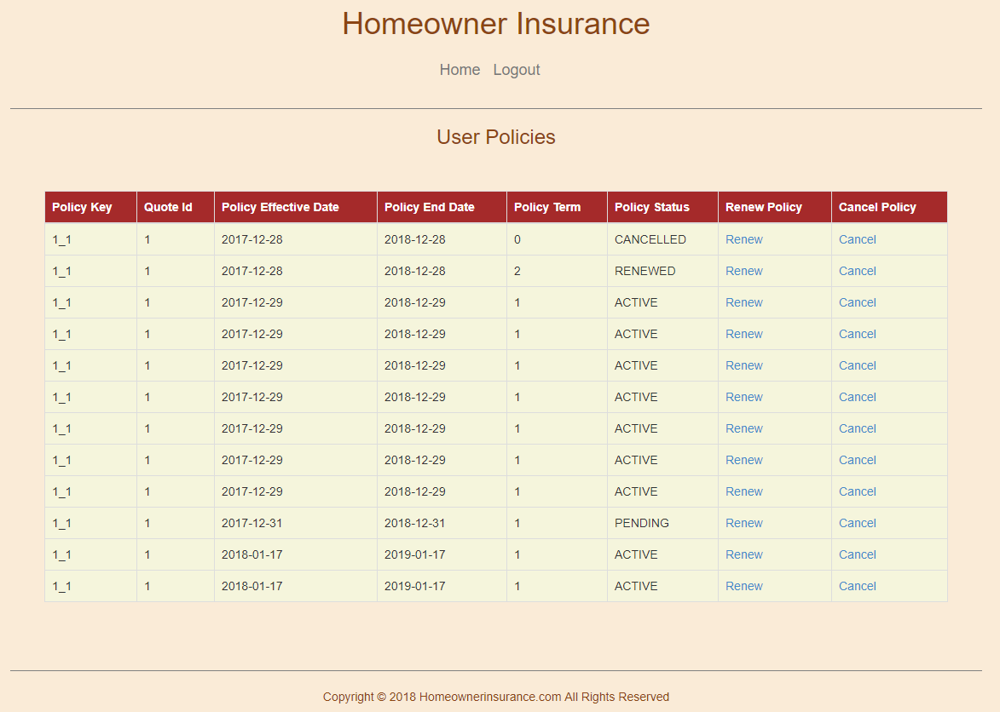 Homeowner Insurance
Home Logout
User Policies
Policy Key Quote Id Policy Effective Date Policy End Date Policy Term Policy Status Renew Policy Cancel Policy
1_1 1 2017-12-28 2018-12-28 0 CANCELLED Renew Cancel
1_1 1 2017-12-28 2018-12-28 2 RENEWED Renew Cancel
1_1 1 2017-12-29 2018-12-29 1 ACTIVE Renew Cancel
1_1 1 2017-12-29 2018-12-29 1 ACTIVE Renew Cancel
1_1 1 2017-12-29 2018-12-29 1 ACTIVE Renew Cancel
1_1 1 2017-12-29 2018-12-29 1 ACTIVE Renew Cancel
1_1 1 2017-12-29 2018-12-29 1 ACTIVE Renew Cancel
1_1 1 2017-12-29 2018-12-29 1 ACTIVE Renew Cancel
1_1 1 2017-12-29 2018-12-29 1 ACTIVE Renew Cancel
1_1 1 2017-12-31 2018-12-31 1 PENDING Renew Cancel
1_1 1 2018-01-17 2019-01-17 1 ACTIVE Renew Cancel
1_1 1 2018-01-17 2019-01-17 1 ACTIVE Renew Cancel
Copyright © 2018 Homeownerinsurance.com All Rights Reserved